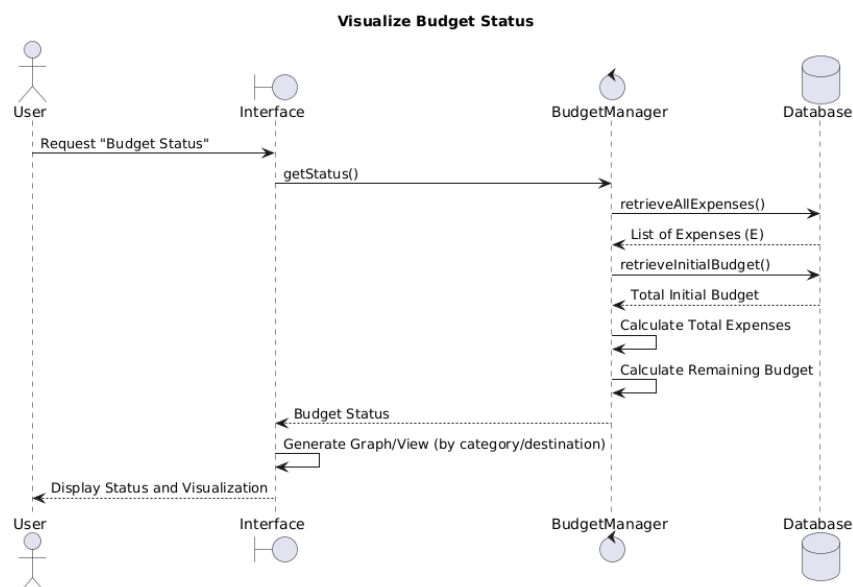 Visualize Budget Status
User
Interface
BudgetManager
Database
Request "Budget Status"
getStatus()
retrieveAllExpenses()
List of Expenses (E)
retrieveInitialBudget()
Total Initial Budget
Calculate Total Expenses
Calculate Remaining Budget
Budget Status
Generate Graph/View (by category/destination)
Display Status and Visualization
User
Interface
BudgetManager
Database